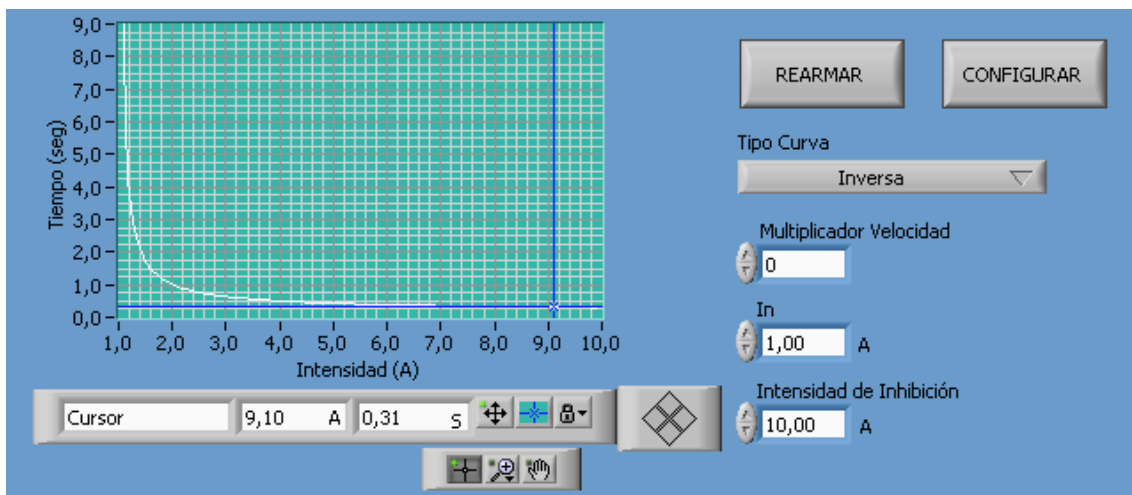 9,0
8,0
7,0
6,0
5,0
4,0
3,0
2,0
1,0
0,0
Tiempo (seg)
1,0 2,0 3,0 4,0 5,0 6,0 7,0 8,0 9,0 10,0
Intensidad (A)
Cursor 9,10 A 0,31 S
REARMAR CONFIGURAR
Tipo Curva
Inversa
Multiplicador Velocidad
0
In
1,00 A
Intensidad de Inhibición
10,00 A